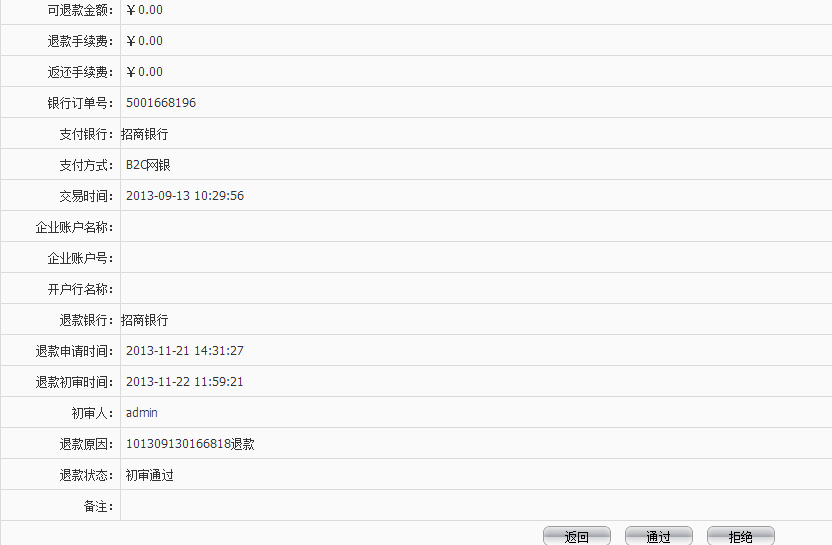 可退款金额： ￥0.00
退款手续费： ￥0.00
返还手续费： ￥0.00
银行订单号： 5001668196
支付银行： 招商银行
支付方式： B2C网银
交易时间： 2013-09-13 10:29:56
企业账户名称：
企业账户号：
开户行名称：
退款银行： 招商银行
退款申请时间： 2013-11-21 14:31:27
退款初审时间： 2013-11-22 11:59:21
初审人： admin
退款原因： 101309130166818退款
退款状态： 初审通过
备注：
返回 通过 拒绝